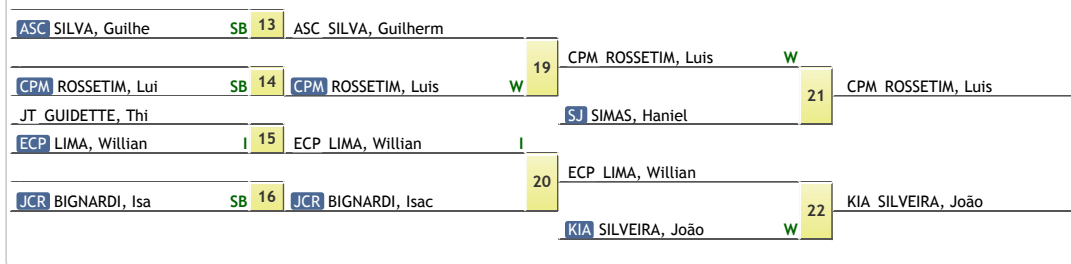 ASC SILVA, Guilhe SB 13 ASC SILVA, Guilherm
CPM ROSSETIM, Luis W
19
CPM ROSSETIM, Lui SB 14 CPM ROSSETIM, Luis W
21 CPM ROSSETIM, Luis
JT GUIDETTE, Thi
SJ SIMAS, Haniel
ECP LIMA, Willian I 15 ECP LIMA, Willian I
ECP LIMA, Willian
20
JCR BIGNARDI, Isa SB 16 JCR BIGNARDI, Isac
22 KIA SILVEIRA, João
KIA SILVEIRA, João W